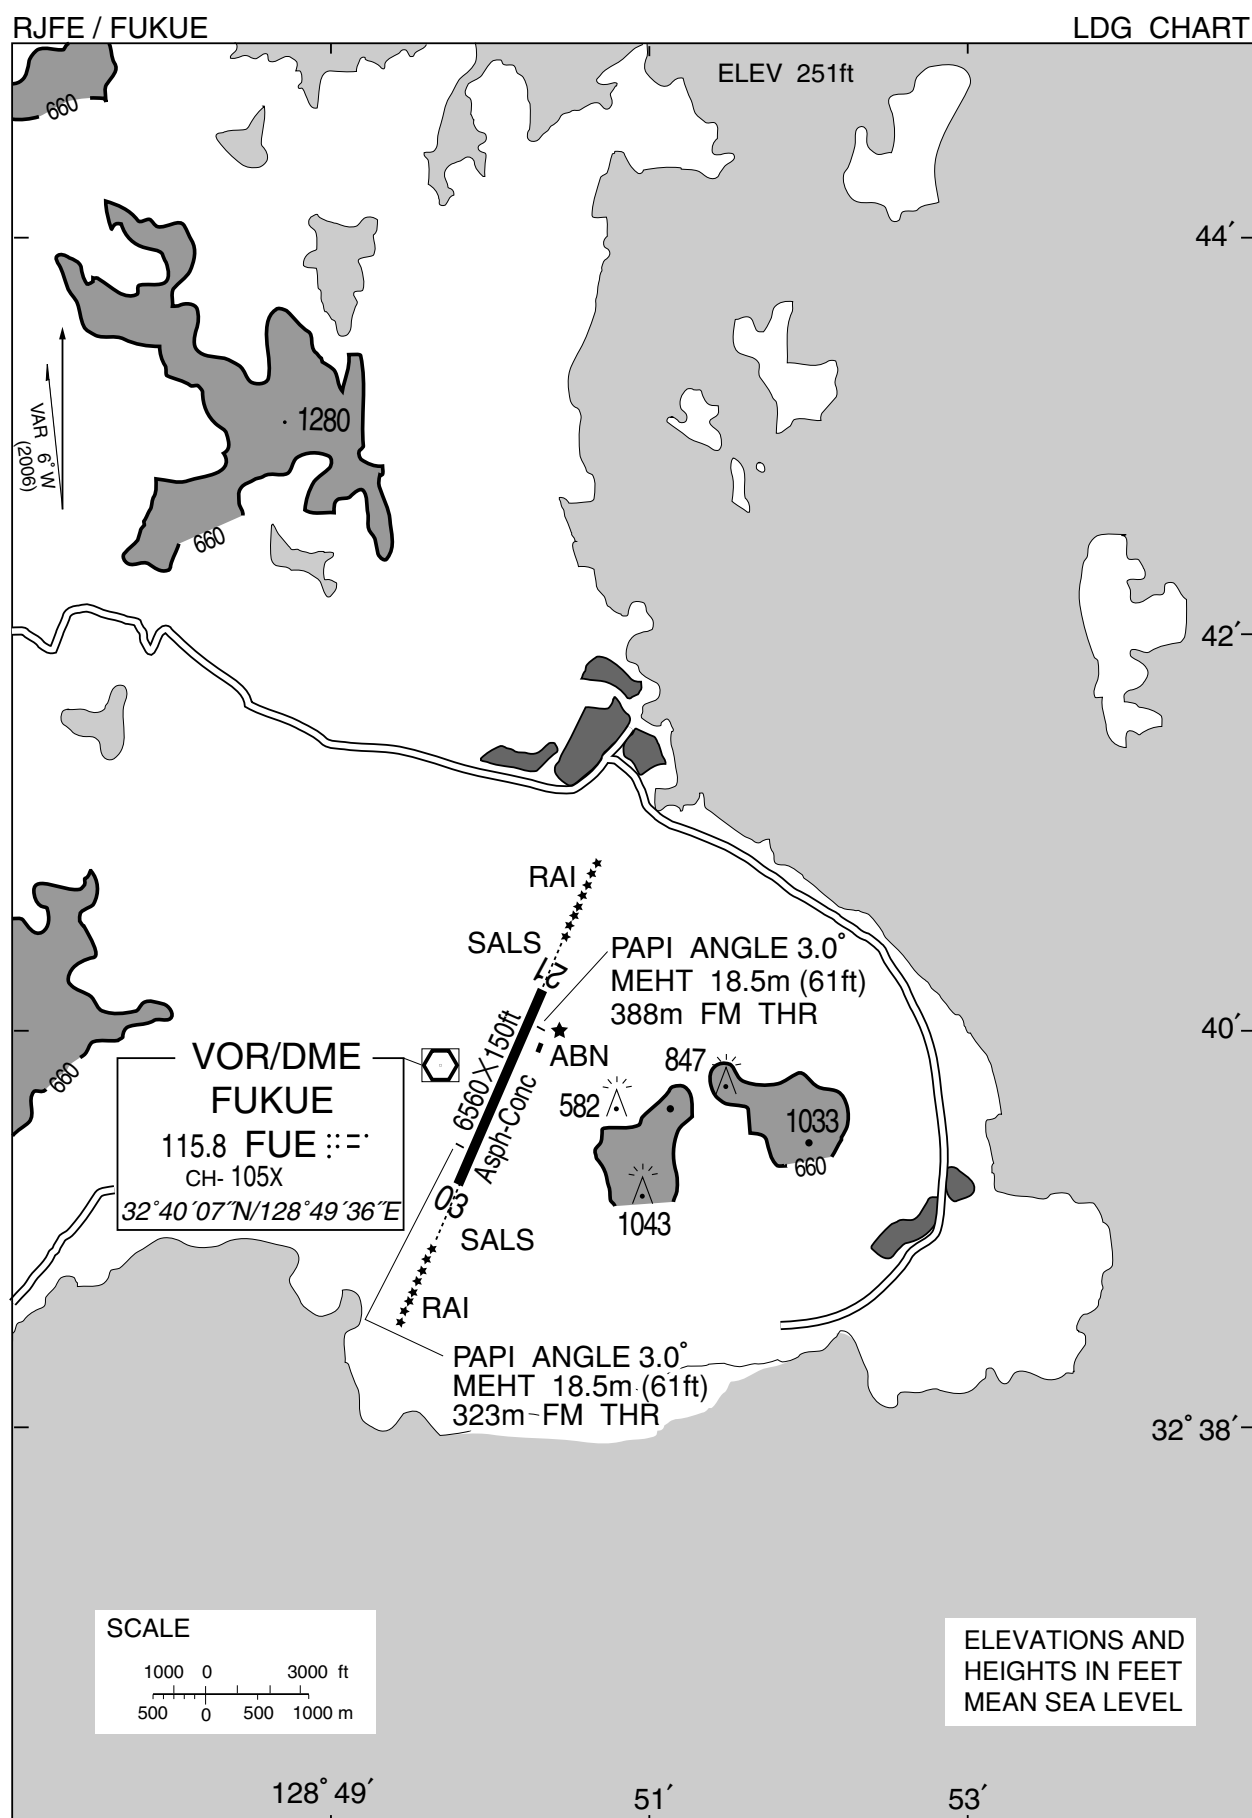 RJFE / FUKUE
LDG CHART
ELEV 251ft
660
44′
1280
VAR 6°W
(2006)
660
42′
RAI
SALS
21
PAPI ANGLE 3.0°
MEHT 18.5m (61ft)
388m FM THR
40′
6560X150ft
Asph-Conc
ABN
847
582
1033
660
1043
660
VOR/DME
FUKUE
115.8 FUE
CH- 105X
32°40′07″N/128°49′36″E
03
SALS
RAI
PAPI ANGLE 3.0°
MEHT 18.5m (61ft)
323m FM THR
32°38′
SCALE
1000 0 3000 ft
500 0 500 1000 m
ELEVATIONS AND
HEIGHTS IN FEET
MEAN SEA LEVEL
128°49′
51′
53′